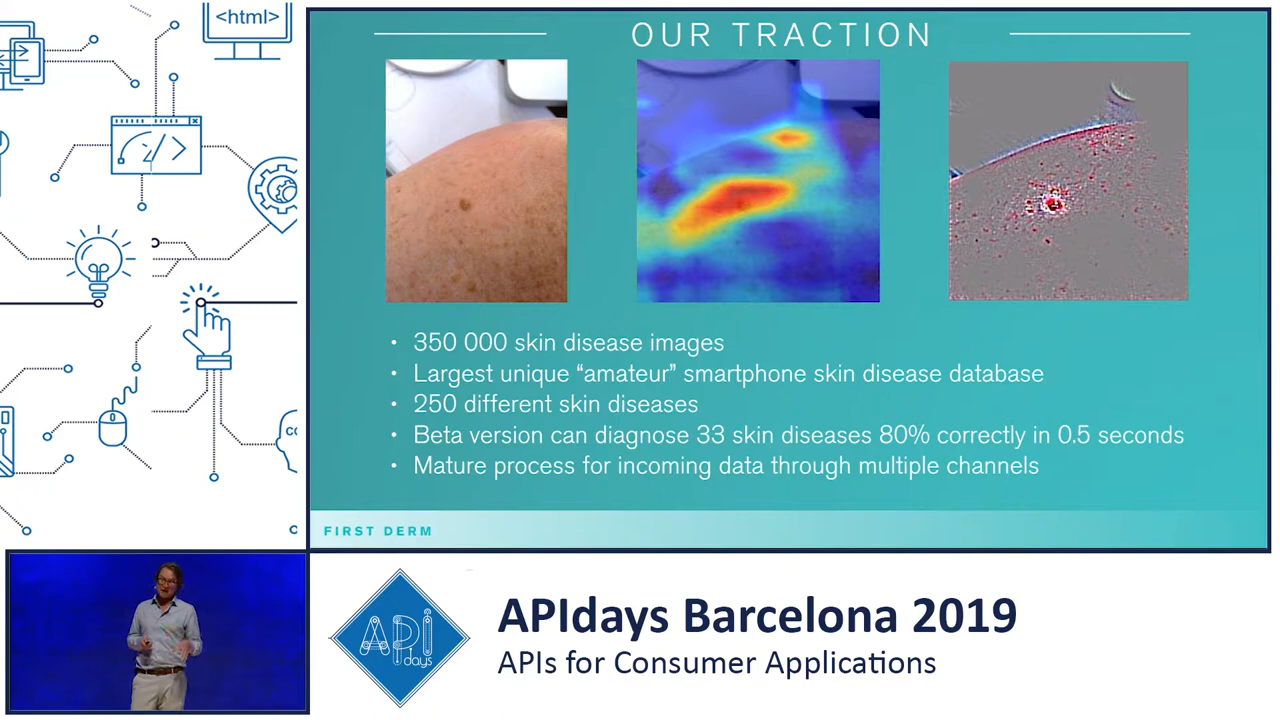 <html>
OUR TRACTION
• 350 000 skin disease images
• Largest unique “amateur” smartphone skin disease database
• 250 different skin diseases
• Beta version can diagnose 33 skin diseases 80% correctly in 0.5 seconds
• Mature process for incoming data through multiple channels
FIRST DERM
API
days
APIdays Barcelona 2019
APIs for Consumer Applications